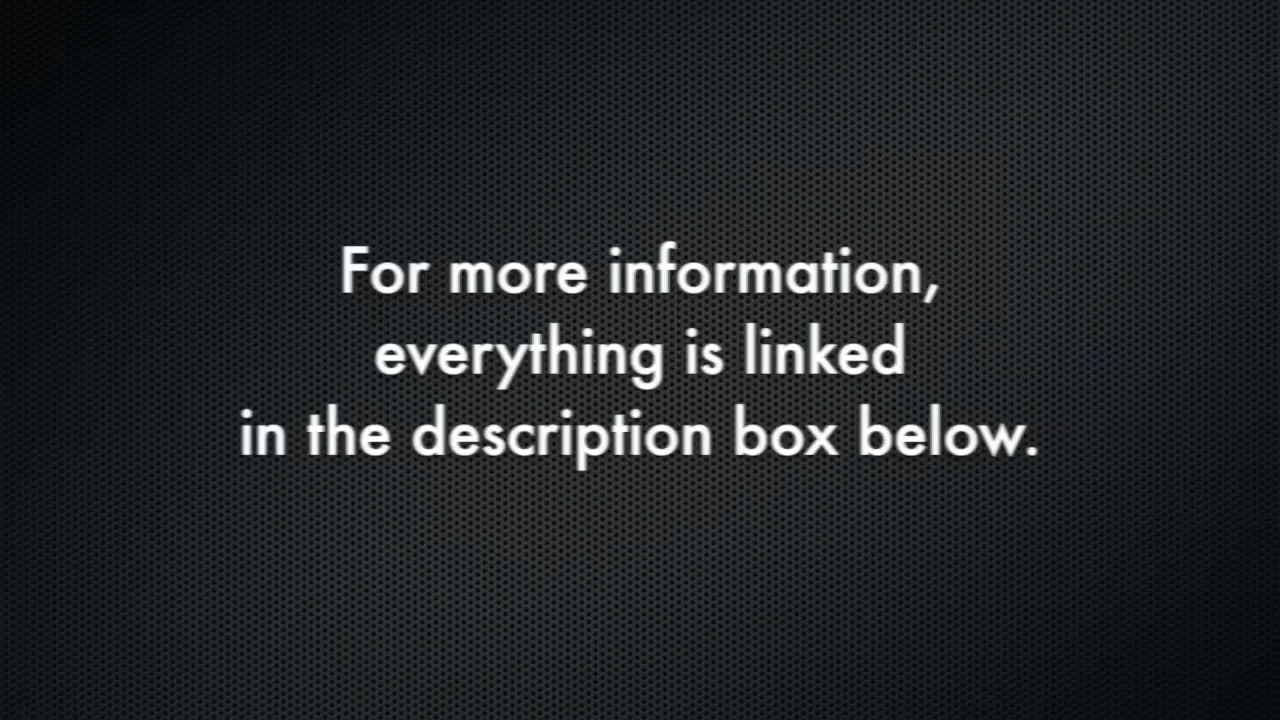 For more information,
everything is linked
in the description box below.